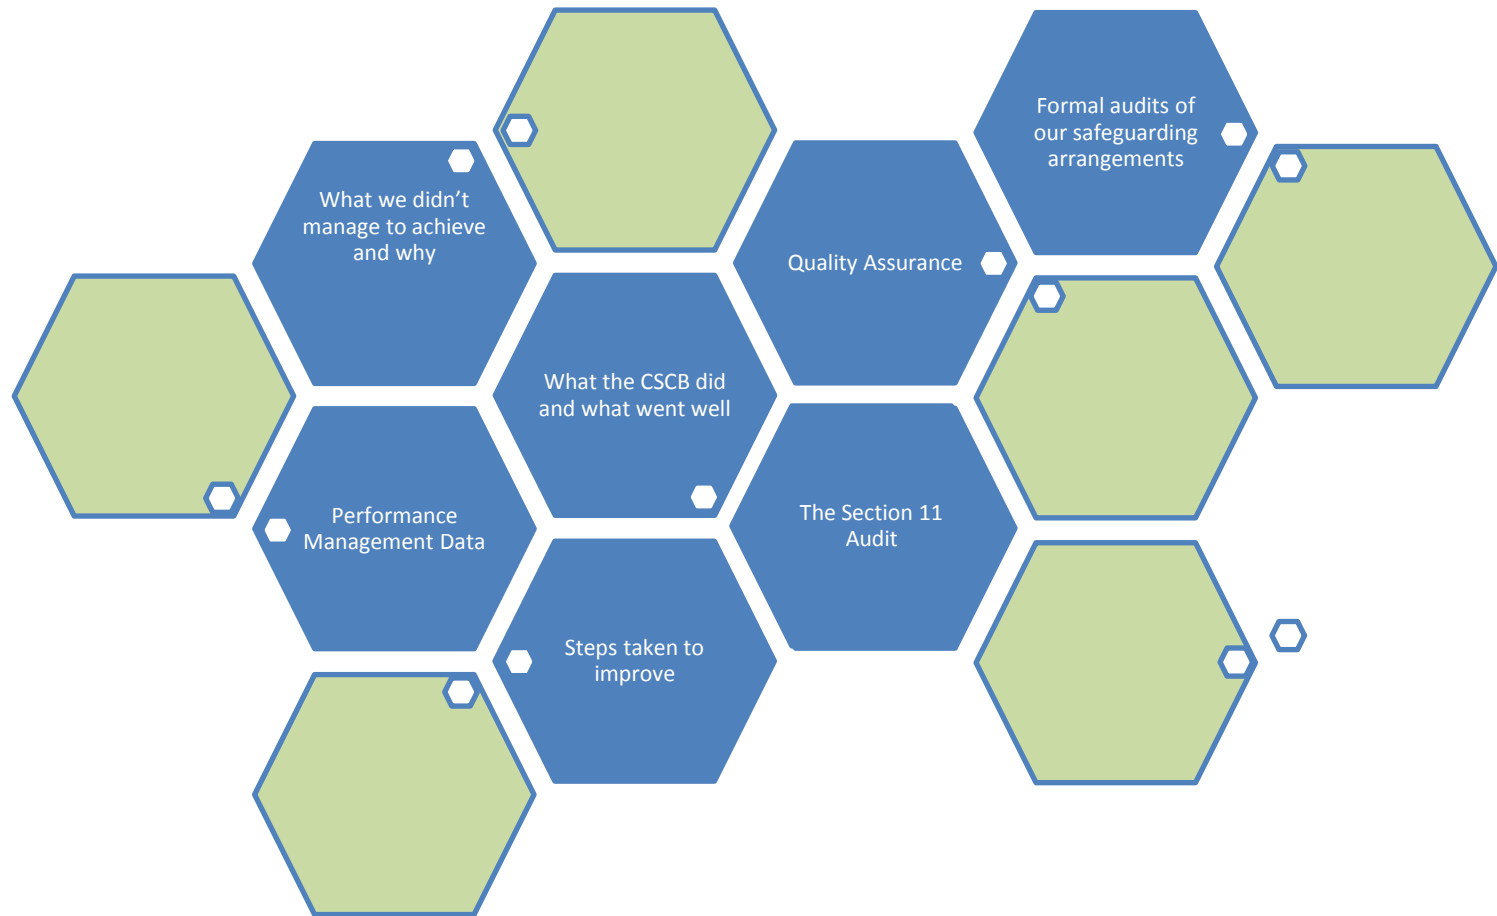 Formal audits of
our safeguarding
arrangements
What we didn’t
manage to achieve
and why
Quality Assurance
What the CSCB did
and what went well
Performance
Management Data
The Section 11
Audit
Steps taken to
improve